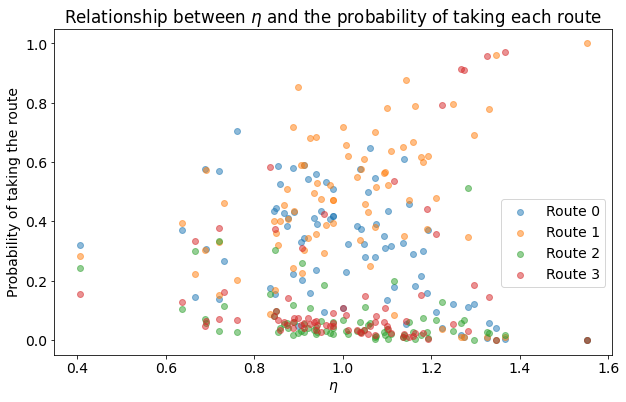 Relationship between η and the probability of taking each route
Probability of taking the route
1.0
0.8
0.6
0.4
0.2
0.0
Route 0
Route 1
Route 2
Route 3
0.4 0.6 0.8 1.0 1.2 1.4 1.6
η